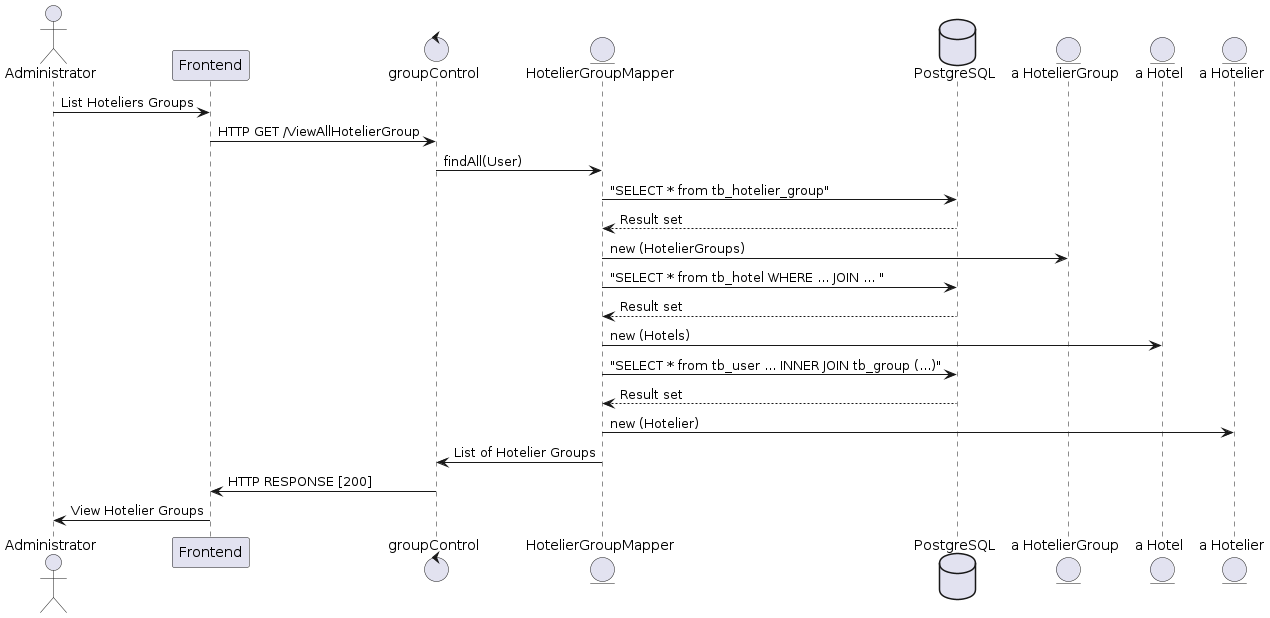 Administrator
Frontend
groupControl
HotelierGroupMapper
PostgreSQL
a HotelierGroup
a Hotel
a Hotelier
List Hoteliers Groups
HTTP GET /ViewAllHotelierGroup
findAll(User)
"SELECT * from tb_hotelier_group"
Result set
new (HotelierGroups)
"SELECT * from tb_hotel WHERE ... JOIN ... "
Result set
new (Hotels)
"SELECT * from tb_user ... INNER JOIN tb_group (...)"
Result set
new (Hotelier)
List of Hotelier Groups
HTTP RESPONSE [200]
View Hotelier Groups
Administrator
Frontend
groupControl
HotelierGroupMapper
PostgreSQL
a HotelierGroup
a Hotel
a Hotelier